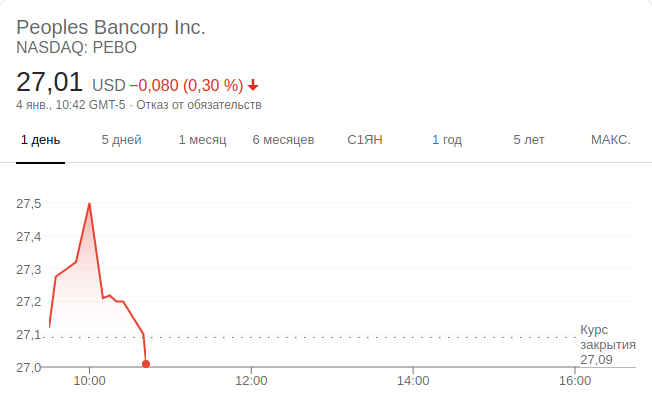 Peoples Bancorp Inc.
NASDAQ: PEBO
27,01 USD −0,080 (0,30 %)
4 янв., 10:42 GMT-5 · Отказ от обязательств
1 день 5 дней 1 месяц 6 месяцев С1ЯН 1 год 5 лет МАКС.
27,5
27,4
27,3
27,2
27,1
27,0
Курс
закрытия
27,09
10:00 12:00 14:00 16:00